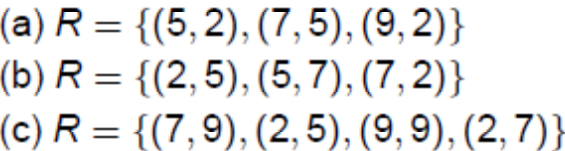 (a) R = {(5, 2), (7, 5), (9, 2)}
(b) R = {(2, 5), (5, 7), (7, 2)}
(c) R = {(7, 9), (2, 5), (9, 9), (2, 7)}